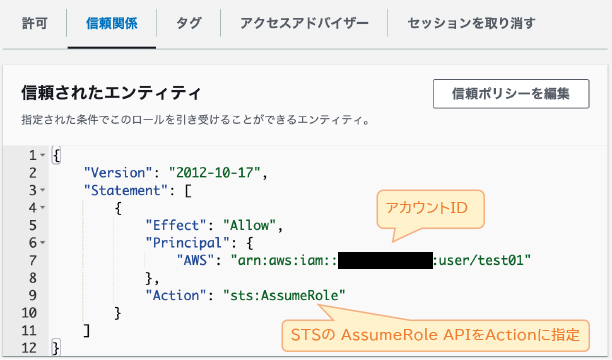 許可 信頼関係 タグ アクセスアドバイザー セッションを取り消す
信頼されたエンティティ 信頼ポリシーを編集
指定された条件でこのロールを引き受けることができるエンティティ。
1 {
2 "Version": "2012-10-17",
3 "Statement": [
4 {
アカウントID
5 "Effect": "Allow",
6 "Principal": {
7 "AWS": "arn:aws:iam:: :user/test01"
8 },
9 "Action": "sts:AssumeRole"
10 }
STSの AssumeRole APIをActionに指定
11 ]
12 }